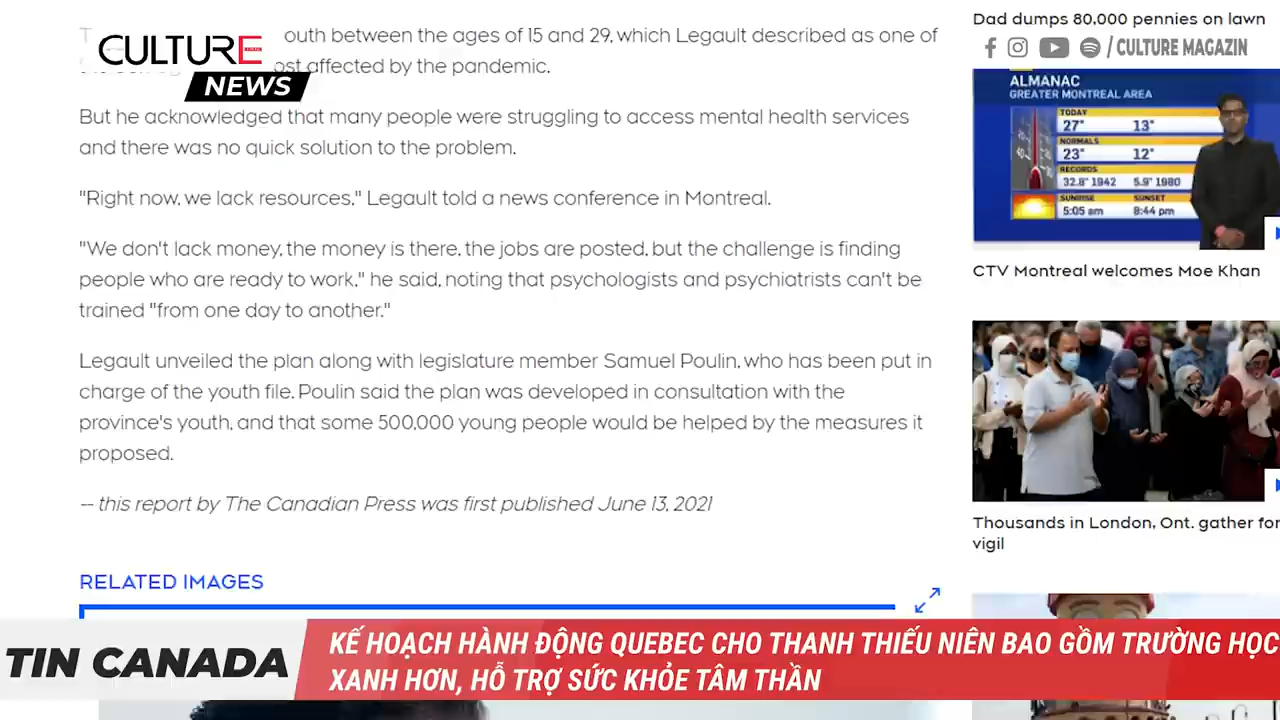 outh between the ages of 15 and 29, which Legault described as one of
ost affected by the pandemic.
CULTURE
NEWS
But he acknowledged that many people were struggling to access mental health services
and there was no quick solution to the problem.
"Right now, we lack resources," Legault told a news conference in Montreal.
"We don't lack money, the money is there, the jobs are posted, but the challenge is finding
people who are ready to work," he said, noting that psychologists and psychiatrists can't be
trained "from one day to another."
Legault unveiled the plan along with legislature member Samuel Poulin, who has been put in
charge of the youth file. Poulin said the plan was developed in consultation with the
province's youth, and that some 500,000 young people would be helped by the measures it
proposed.
-- this report by The Canadian Press was first published June 13, 2021
RELATED IMAGES
Dad dumps 80,000 pennies on lawn
/ CULTURE MAGAZIN
ALMANAC
GREATER MONTREAL AREA
TODAY
27° 13°
NORMALS
23° 12°
RECORDS
32.8° 1942 5.9° 1980
SUNRISE SUNSET
5:05 am 8:44 pm
CTV Montreal welcomes Moe Khan
Thousands in London, Ont. gather for
vigil
TIN CANADA
KẾ HOẠCH HÀNH ĐỘNG QUEBEC CHO THANH THIẾU NIÊN BAO GỒM TRƯỜNG HỌC
XANH HƠN, HỖ TRỢ SỨC KHỎE TÂM THẦN